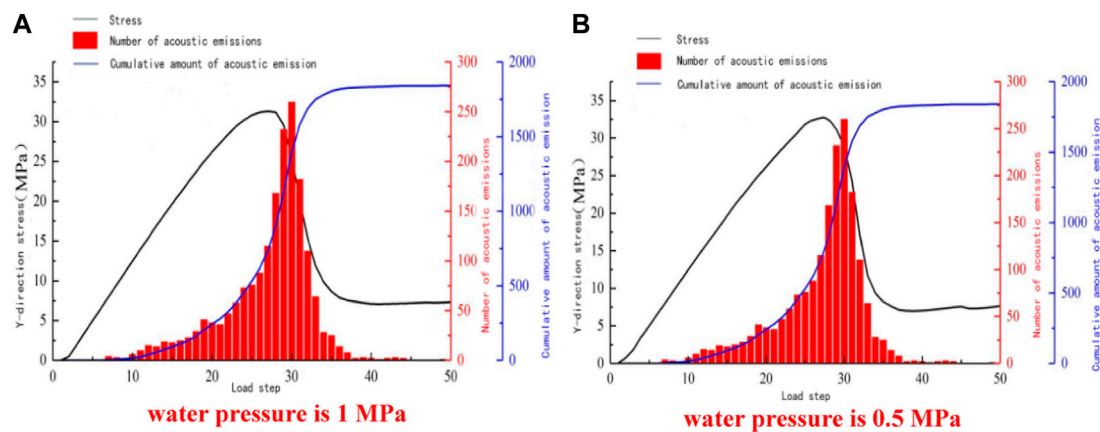 A
Stress
Number of acoustic emissions
Cumulative amount of acoustic emission
35
30
25
20
15
10
5
0
Y-direction stress(MPa)
300
250
200
150
100
50
0
Number of acoustic emissions
2000
1750
1500
1250
1000
750
500
250
0
Cumulative amount of acoustic emission
0 10 20 30 40 50
Load step
water pressure is 1 MPa
B
Stress
Number of acoustic emissions
Cumulative amount of acoustic emission
35
30
25
20
15
10
5
0
Y-direction stress(MPa)
300
250
200
150
100
50
0
Number of acoustic emissions
2000
1500
1000
500
0
Cumulative amount of acoustic emission
0 10 20 30 40 50
Load step
water pressure is 0.5 MPa